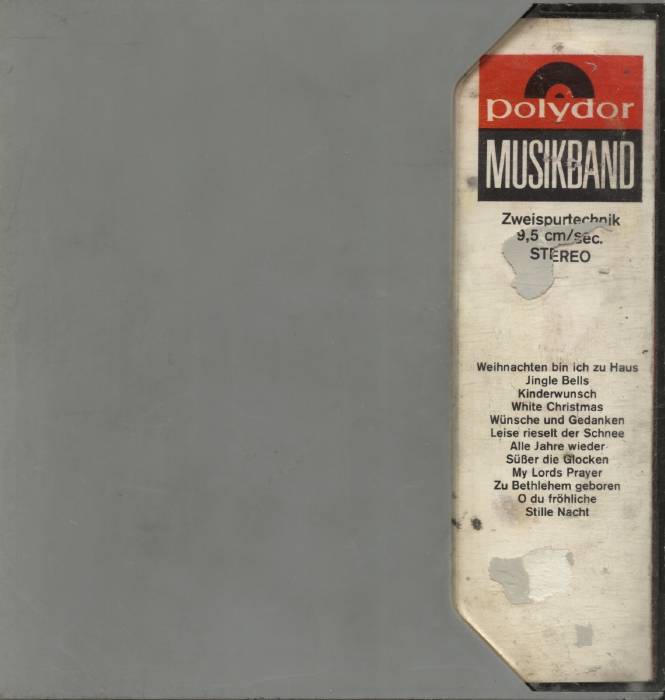 polydor
MUSIKBAND
Zweispurtechnik
9,5 cm/sec.
STEREO
Weihnachten bin ich zu Haus
Jingle Bells
Kinderwunsch
White Christmas
Wünsche und Gedanken
Leise rieselt der Schnee
Alle Jahre wieder
Süßer die Glocken
My Lords Prayer
Zu Bethlehem geboren
O du fröhliche
Stille Nacht